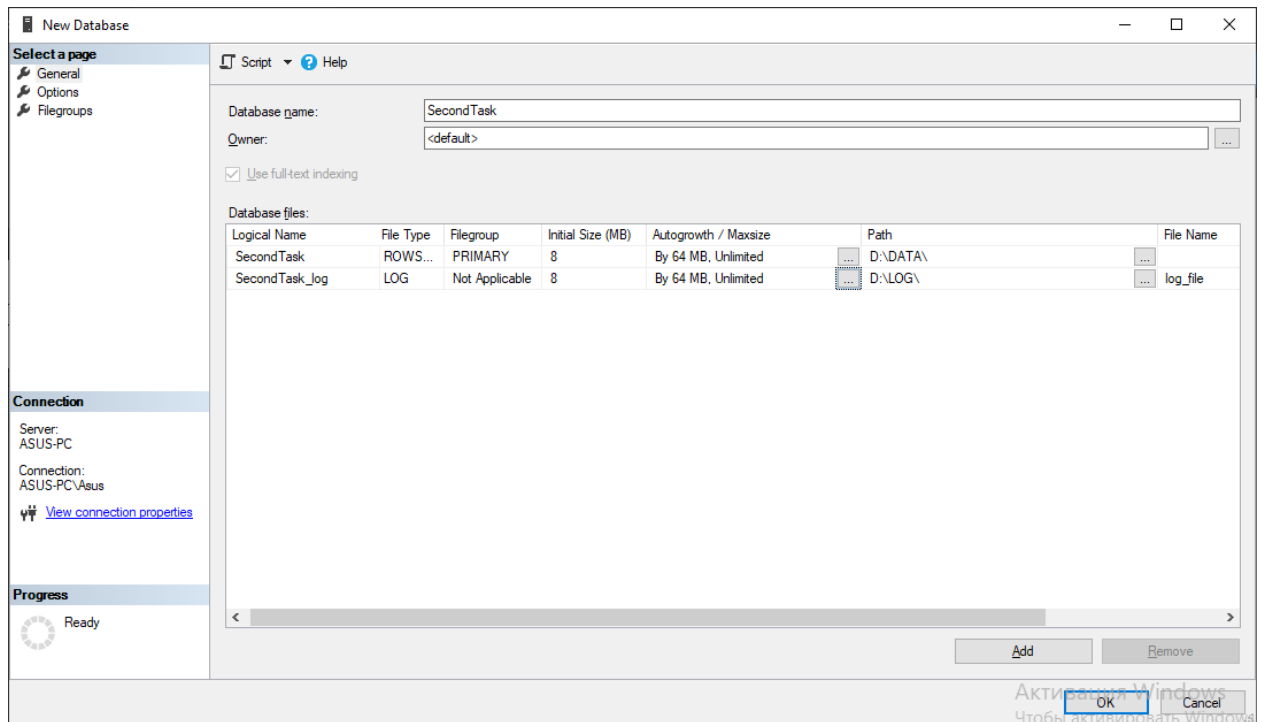 New Database
Select a page
General
Options
Filegroups
Script
Help
Database name: SecondTask
Owner: <default> ...
Use full-text indexing
Database files:
Logical Name File Type Filegroup Initial Size (MB) Autogrowth / Maxsize Path File Name
SecondTask ROWS... PRIMARY 8 By 64 MB, Unlimited ... D:\DATA\ ...
SecondTask_log LOG Not Applicable 8 By 64 MB, Unlimited ... D:\LOG\ ... log_file
Connection
Server:
ASUS-PC
Connection:
ASUS-PC\Asus
View connection properties
Progress
Ready
Add Remove
Активация Windows
OK Cancel
Чтобы активировать Windows